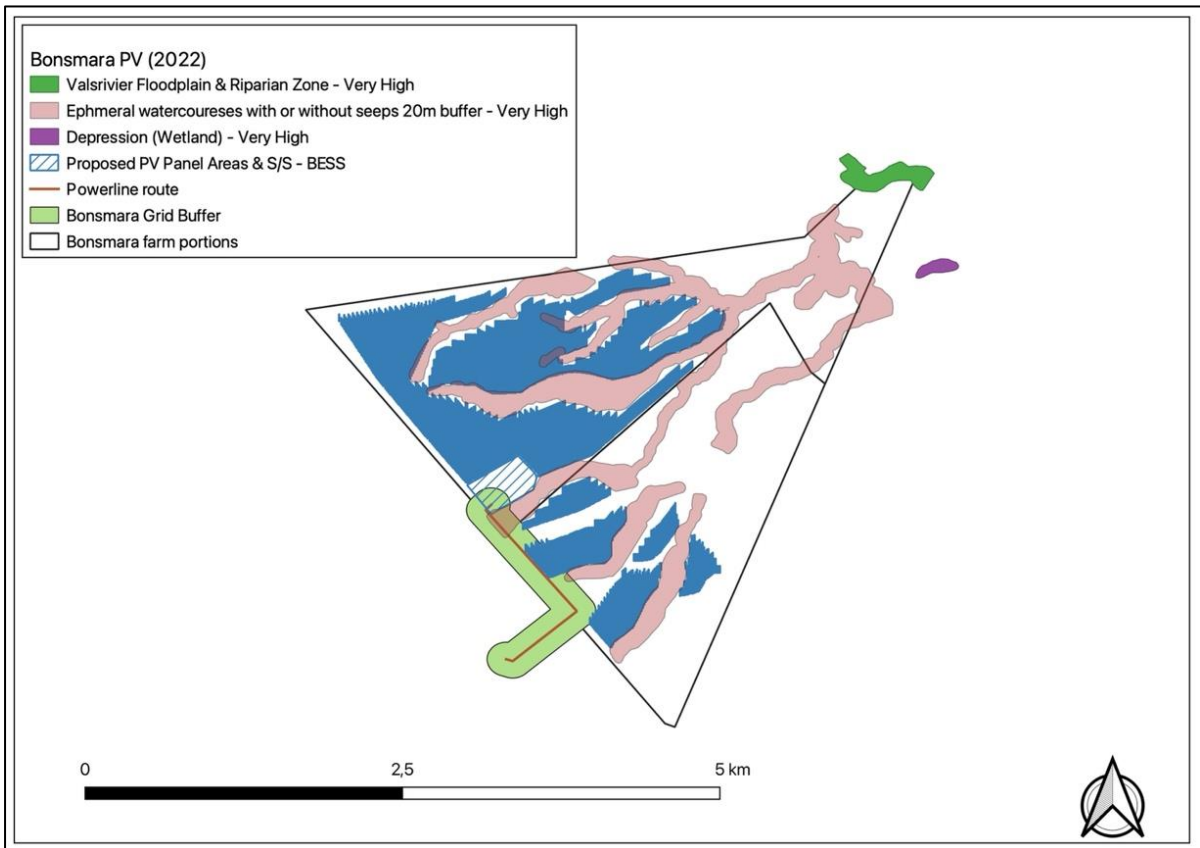 Bonsmara PV (2022)
Valsrivier Floodplain & Riparian Zone - Very High
Ephmeral watercoureses with or without seeps 20m buffer - Very High
Depression (Wetland) - Very High
Proposed PV Panel Areas & S/S - BESS
Powerline route
Bonsmara Grid Buffer
Bonsmara farm portions
0 2,5 5 km